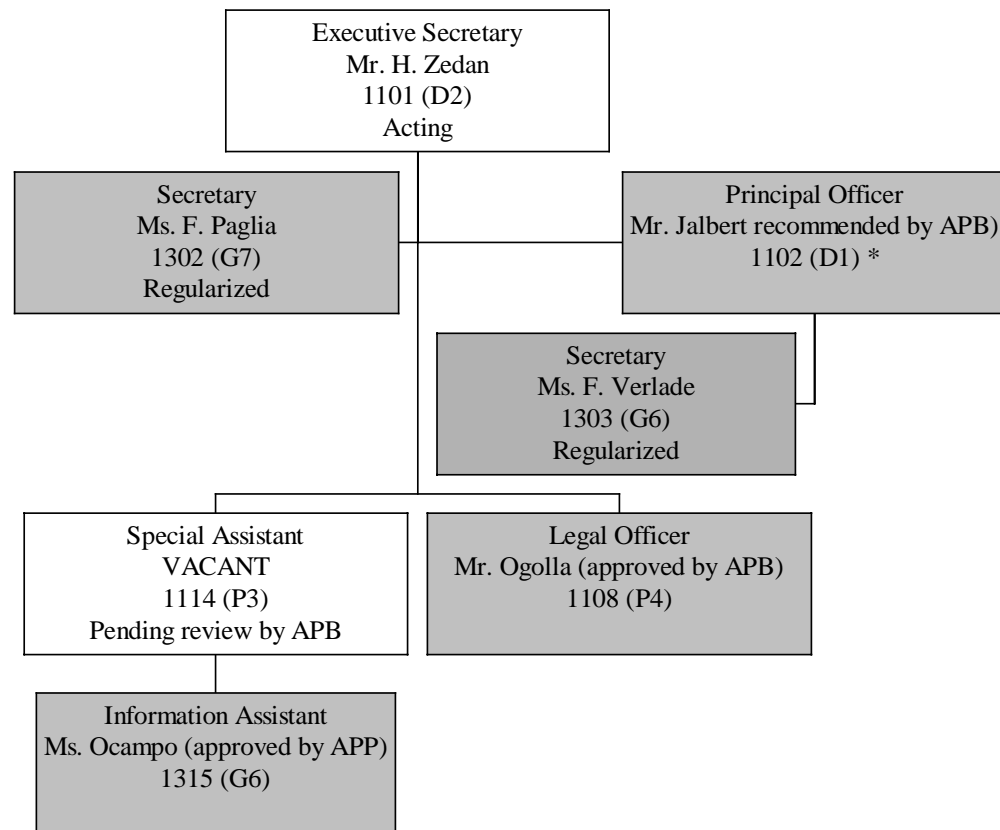 Executive Secretary
Mr. H. Zedan
1101 (D2)
Acting
Secretary
Ms. F. Paglia
1302 (G7)
Regularized
Principal Officer
Mr. Jalbert recommended by APB)
1102 (D1) *
Secretary
Ms. F. Verlade
1303 (G6)
Regularized
Special Assistant
VACANT
1114 (P3)
Pending review by APB
Legal Officer
Mr. Ogolla (approved by APB)
1108 (P4)
Information Assistant
Ms. Ocampo (approved by APP)
1315 (G6)